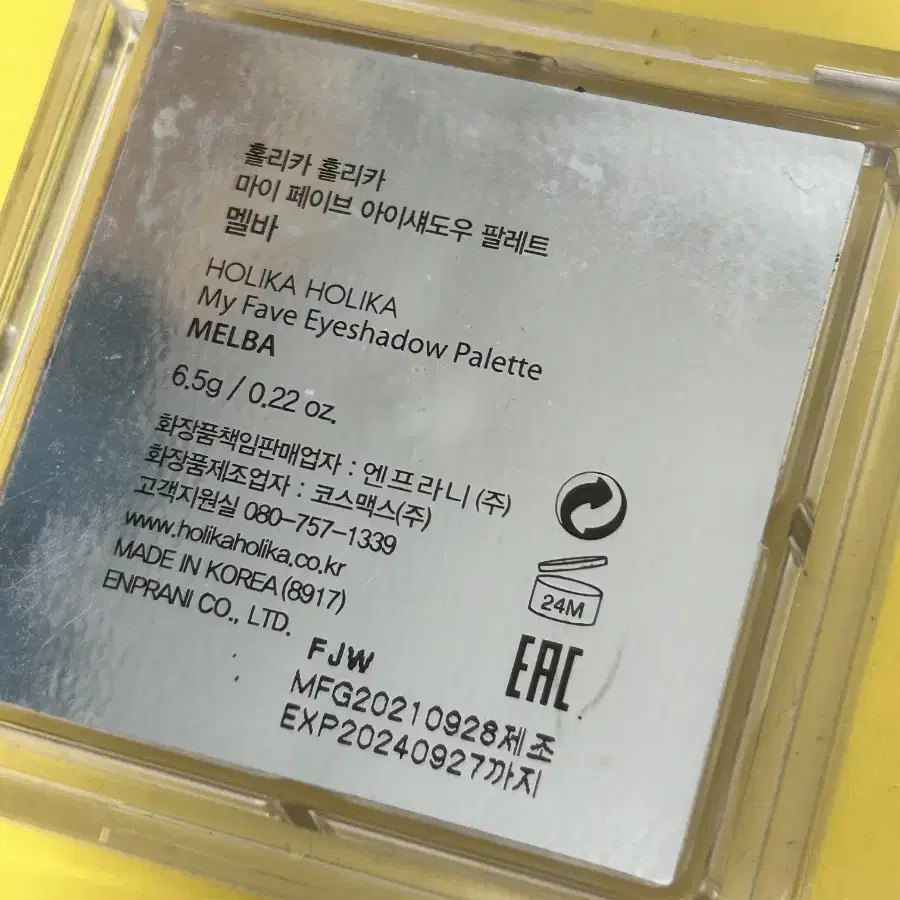 홀리카 홀리카
마이 페이브 아이섀도우 팔레트
멜바
HOLIKA HOLIKA
My Fave Eyeshadow Palette
MELBA
6.5g / 0.22 oz.
화장품책임판매업자 : 엔프라니 (주)
화장품제조업자 : 코스맥스(주)
고객지원실 080-757-1339
www.holikaholika.co.kr
MADE IN KOREA (8917)
ENPRANI CO., LTD.
24M
EAC
FJW
MFG20210928제조
EXP20240927까지